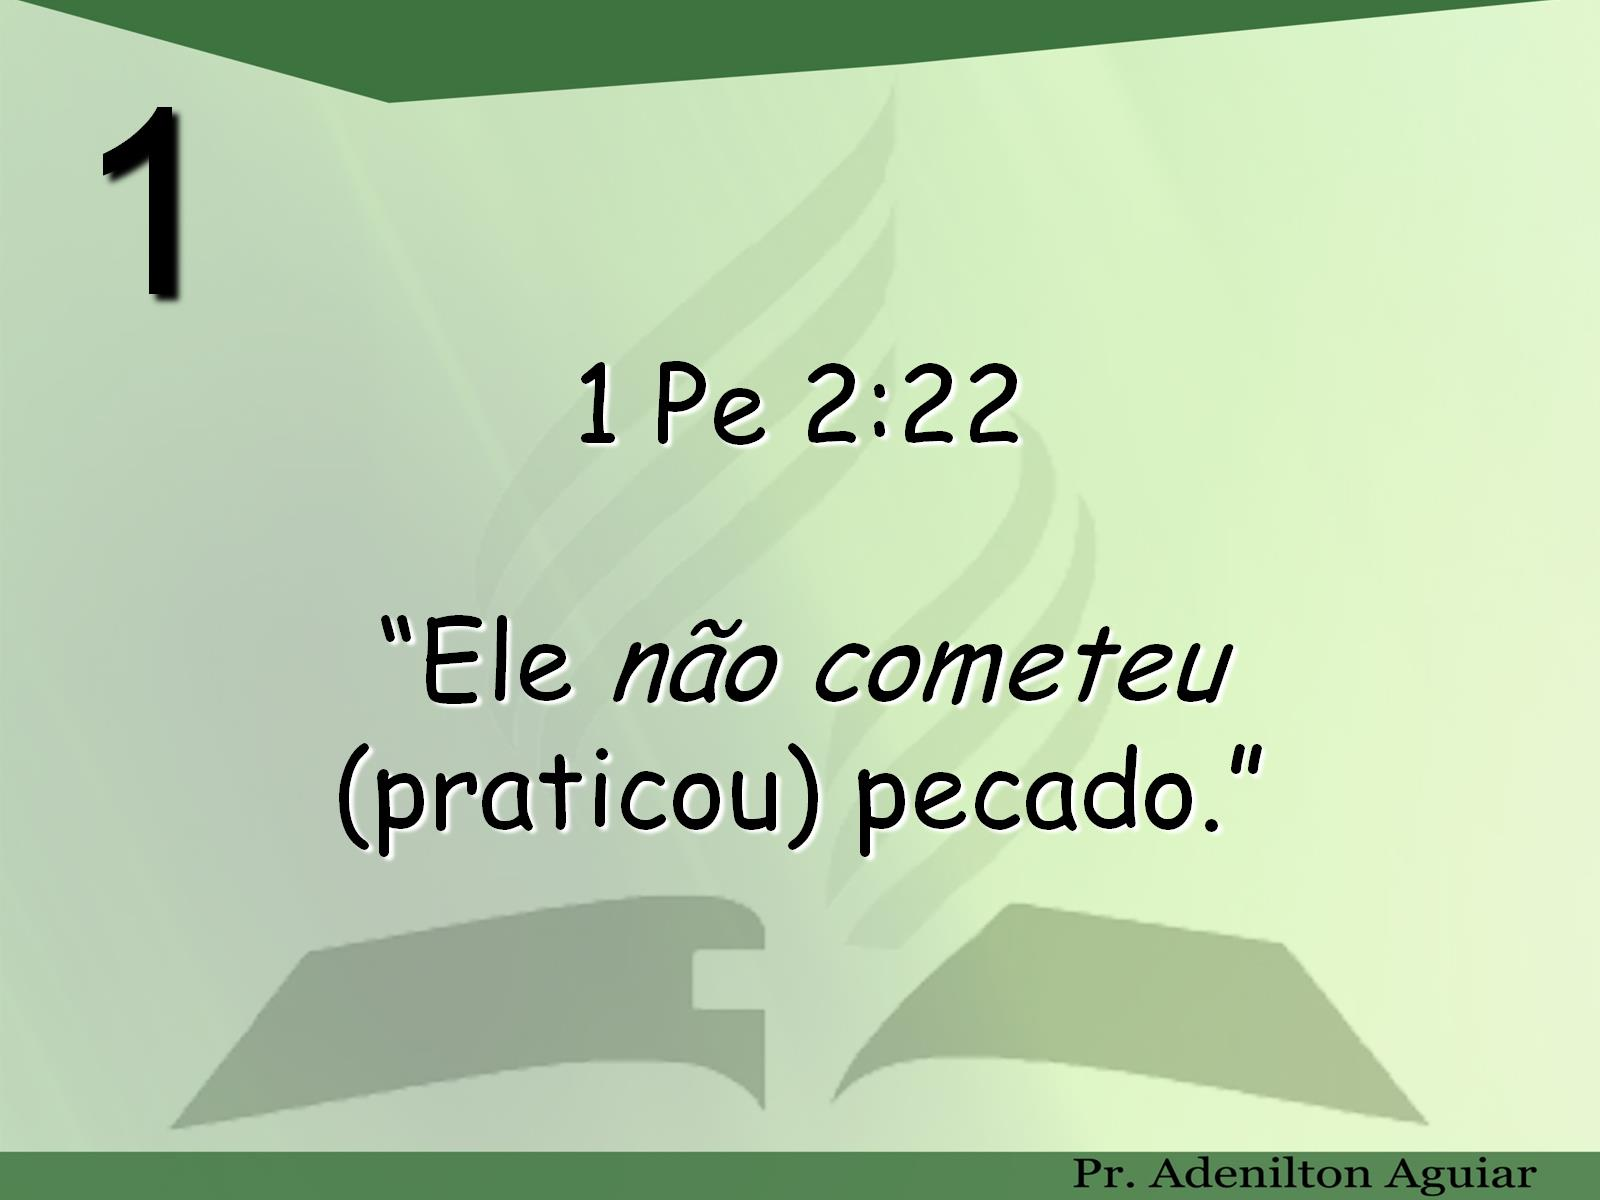 1
1 Pe 2:22
“Ele não cometeu
(praticou) pecado.”
Pr. Adenilton Aguiar